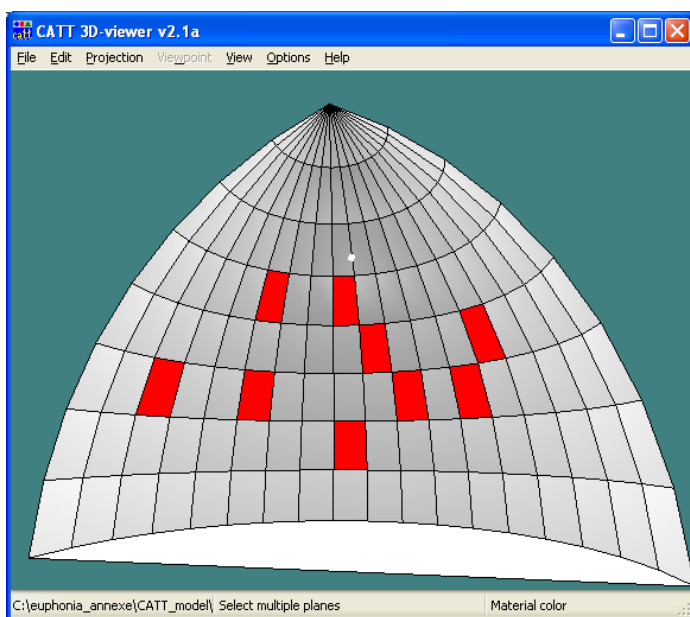 catt CATT 3D-viewer v2.1a
File Edit Projection Viewpoint View Options Help
C:\euphonia_annexe\CATT_model\ Select multiple planes Material color